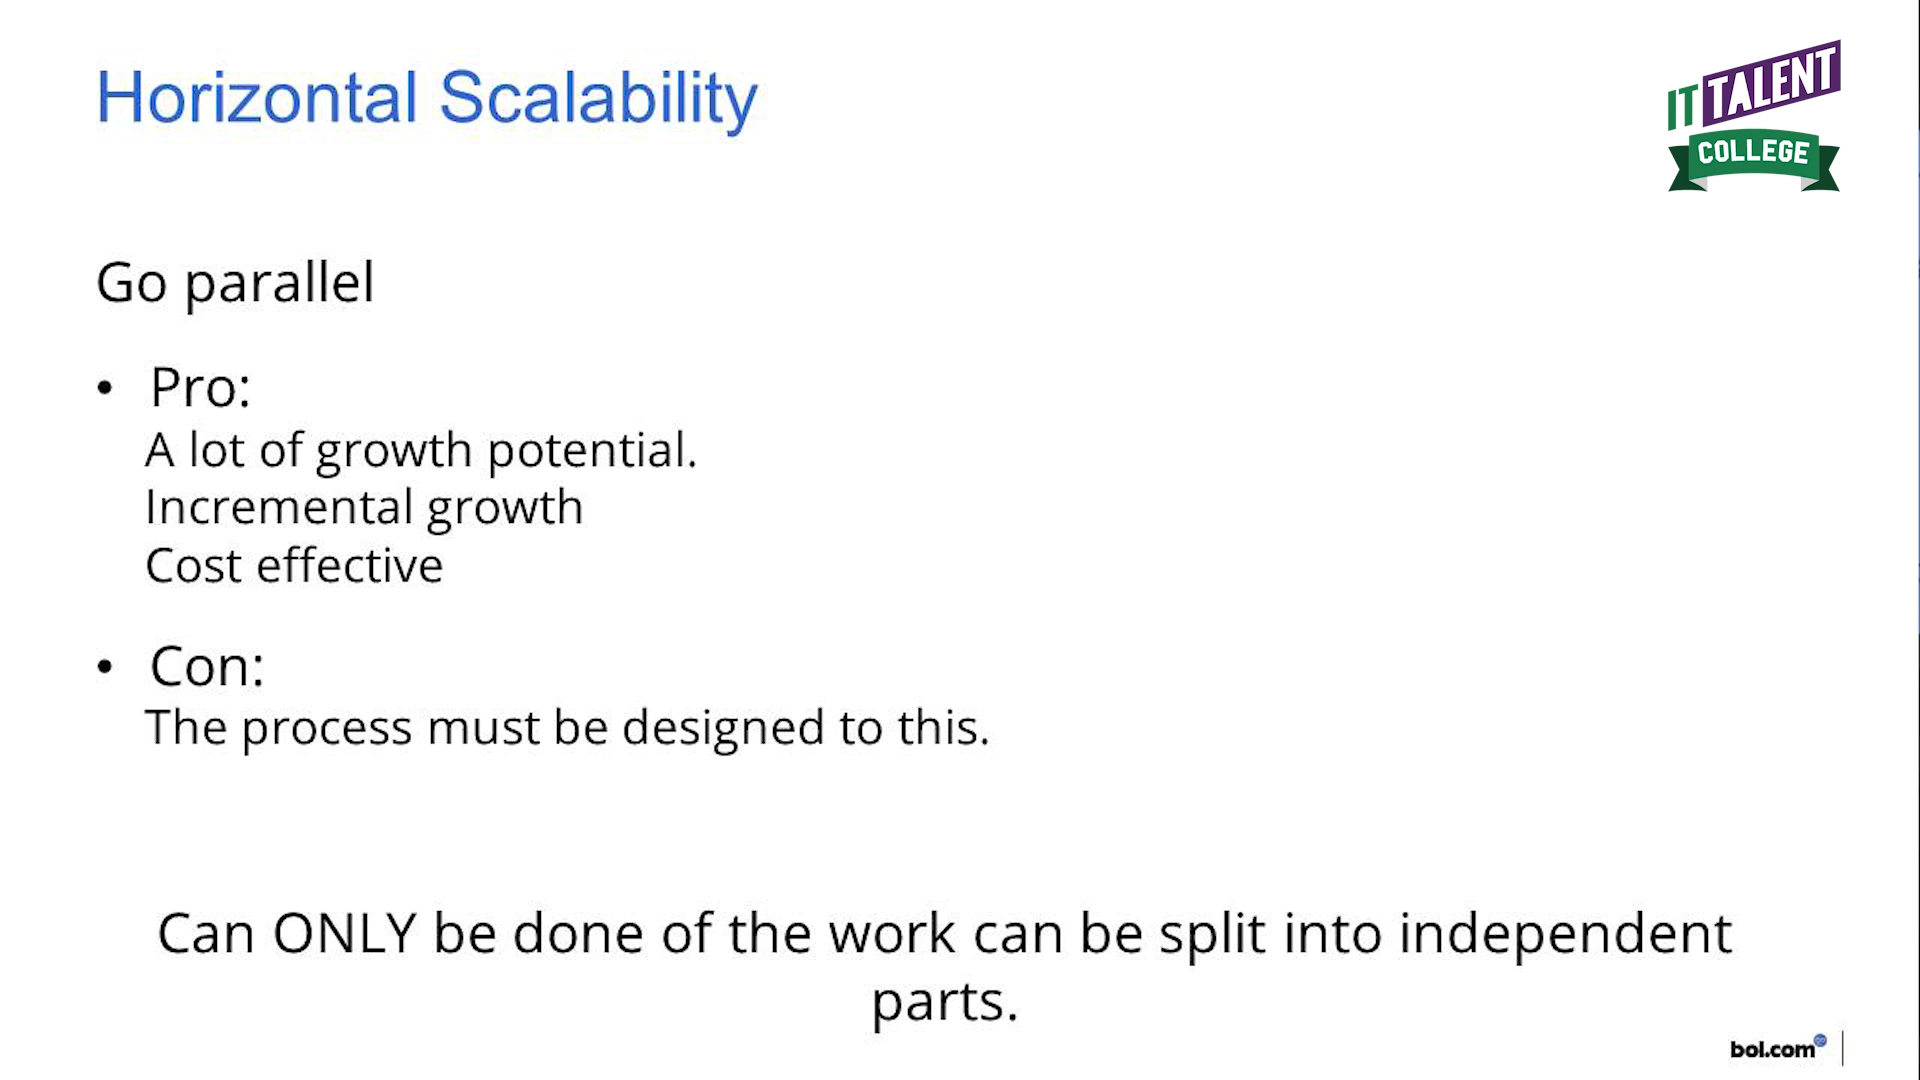 Horizontal Scalability
IT TALENT
COLLEGE
Go parallel
• Pro:
A lot of growth potential.
Incremental growth
Cost effective
• Con:
The process must be designed to this.
Can ONLY be done of the work can be split into independent
parts.
bol.com